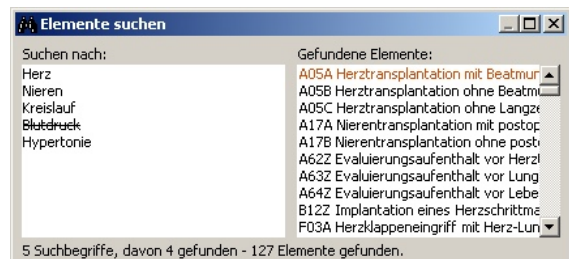 Elemente suchen
Suchen nach:
Herz
Nieren
Kreislauf
Blutdruck
Hypertonie
Gefundene Elemente:
A05A Herztransplantation mit Beatmun
A05B Herztransplantation ohne Beatmu
A05C Herztransplantation ohne Langze
A17A Nierentransplantation mit postop
A17B Nierentransplantation ohne posto
A62Z Evaluierungsaufenthalt vor Herzt
A63Z Evaluierungsaufenthalt vor Lung
A64Z Evaluierungsaufenthalt vor Lebe
B12Z Implantation eines Herzschrittma
F03A Herzklappeneingriff mit Herz-Lun
5 Suchbegriffe, davon 4 gefunden - 127 Elemente gefunden.